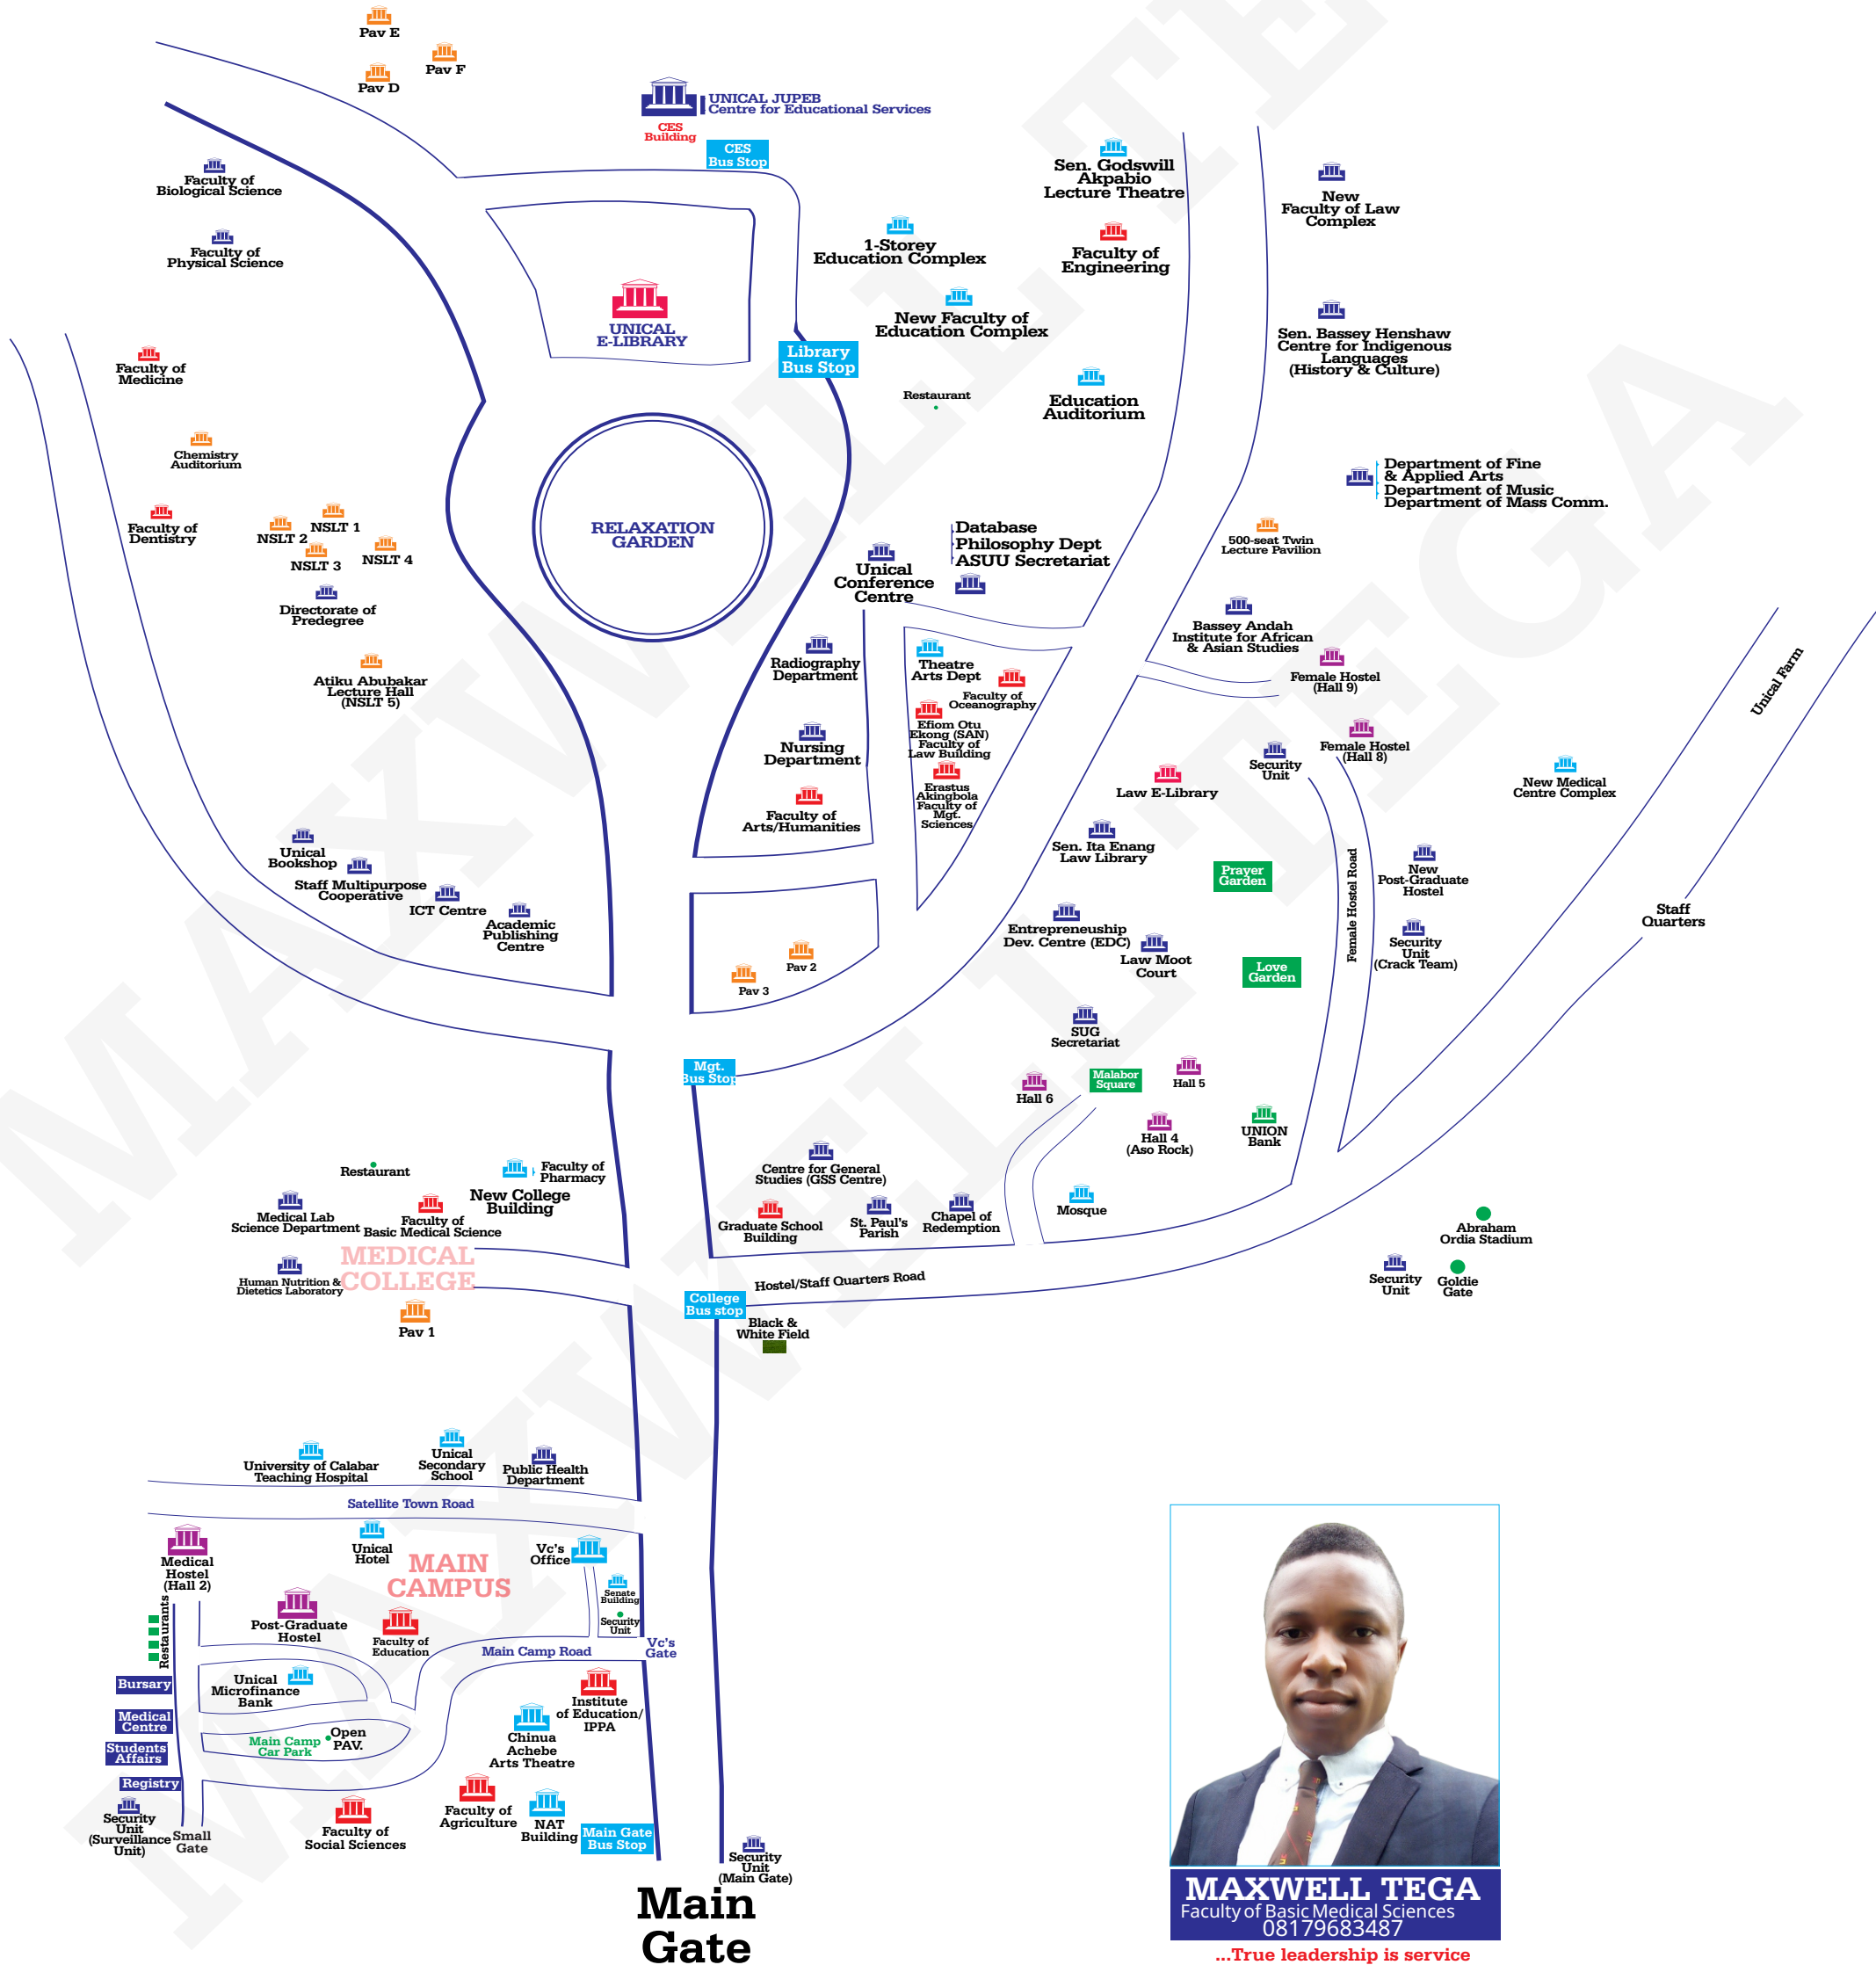 Pav E
Pav F
Pav D
UNICAL JUPEB
Centre for Educational Services
CES
Building
CES
Bus Stop
Sen. Godswill
Akpabio
Lecture Theatre
Faculty of
Biological Science
New
Faculty of Law
Complex
Faculty of
Physical Science
1-Storey
Education Complex
Faculty of
Engineering
UNICAL
E-LIBRARY
New Faculty of
Education Complex
Sen. Bassey Henshaw
Centre for Indigenous
Languages
(History & Culture)
Library
Bus Stop
Faculty of
Medicine
Restaurant
Education
Auditorium
Chemistry
Auditorium
Department of Fine
& Applied Arts
Department of Music
Department of Mass Comm.
Faculty of
Dentistry
NSLT 1
NSLT 2
NSLT 3
NSLT 4
RELAXATION
GARDEN
Database
Philosophy Dept
ASUU Secretariat
500-seat Twin
Lecture Pavilion
Unical
Conference
Centre
Directorate of
Predegree
Bassey Andah
Institute for African
& Asian Studies
Radiography
Department
Theatre
Arts Dept
Female Hostel
(Hall 9)
Unical Farm
Atiku Abubakar
Lecture Hall
(NSLT 5)
Faculty of
Oceanography
Efiom Otu
Ekong (SAN)
Faculty of
Law Building
Nursing
Department
Female Hostel
(Hall 8)
Security
Unit
Law E-Library
New Medical
Centre Complex
Erastus
Akingbola
Faculty of
Mgt.
Sciences
Faculty of
Arts/Humanities
Unical
Bookshop
Sen. Ita Enang
Law Library
Prayer
Garden
Female Hostel Road
New
Post-Graduate
Hostel
Staff Multipurpose
Cooperative
ICT Centre
Academic
Publishing
Centre
Staff
Quarters
Entrepreneurship
Dev. Centre (EDC)
Law Moot
Court
Security
Unit
(Crack Team)
Love
Garden
Pav 2
Pav 3
SUG
Secretariat
Mgt.
Bus Stop
Malabor
Square
Hall 5
Hall 6
Hall 4
(Aso Rock)
UNION
Bank
Restaurant
Faculty of
Pharmacy
New College
Building
Centre for General
Studies (GSS Centre)
Medical Lab
Science Department
Faculty of
Basic Medical Science
Graduate School
Building
St. Paul's
Parish
Chapel of
Redemption
Mosque
Abraham
Ordia Stadium
MEDICAL
COLLEGE
Human Nutrition &
Dietetics Laboratory
Hostel/Staff Quarters Road
Security
Unit
Goldie
Gate
College
Bus stop
Pav 1
Black &
White Field
University of Calabar
Teaching Hospital
Unical
Secondary
School
Public Health
Department
Satellite Town Road
Medical
Hostel
(Hall 2)
Unical
Hotel
MAIN
CAMPUS
Vc's
Office
Senate
Building
Security
Unit
Restaurants
Post-Graduate
Hostel
Faculty of
Education
Main Camp Road
Vc's
Gate
Bursary
Unical
Microfinance
Bank
Institute
of Education/
IPPA
Medical
Centre
Students
Affairs
Main Camp
Car Park
Open
PAV.
Chinua
Achebe
Arts Theatre
Registry
Security
Unit
(Surveillance
Unit)
Small
Gate
Faculty of
Social Sciences
Faculty of
Agriculture
NAT
Building
Main Gate
Bus Stop
Security
Unit
(Main Gate)
Main
Gate
MAXWELL TEGA
Faculty of Basic Medical Sciences
08179683487
...True leadership is service
MAXWELL TEGA
MAXWELL TEGA